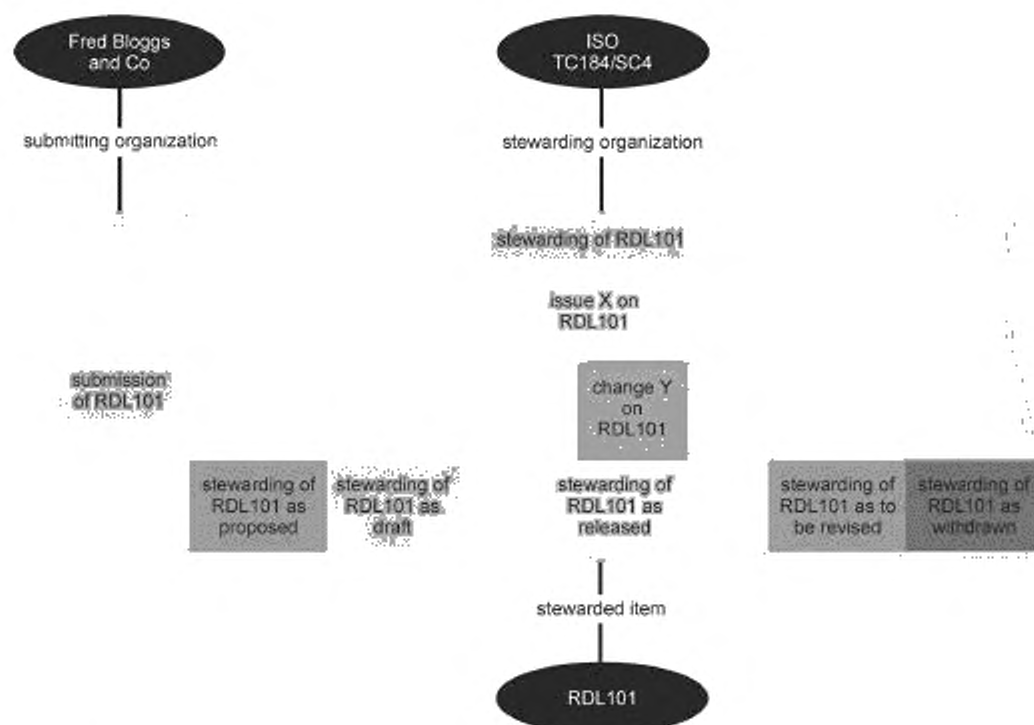 Fred Bloggs
and Co
ISO
TC184/SC4
submitting organization
stewarding organization
stewarding of RDL101
issue X on
RDL101
submission
of RDL101
change Y
on
RDL101
stewarding of
RDL101 as
proposed
stewarding of
RDL101 as
draft
stewarding of
RDL101 as
released
stewarding of
RDL101 as to
be revised
stewarding of
RDL101 as
withdrawn
stewarded item
RDL101